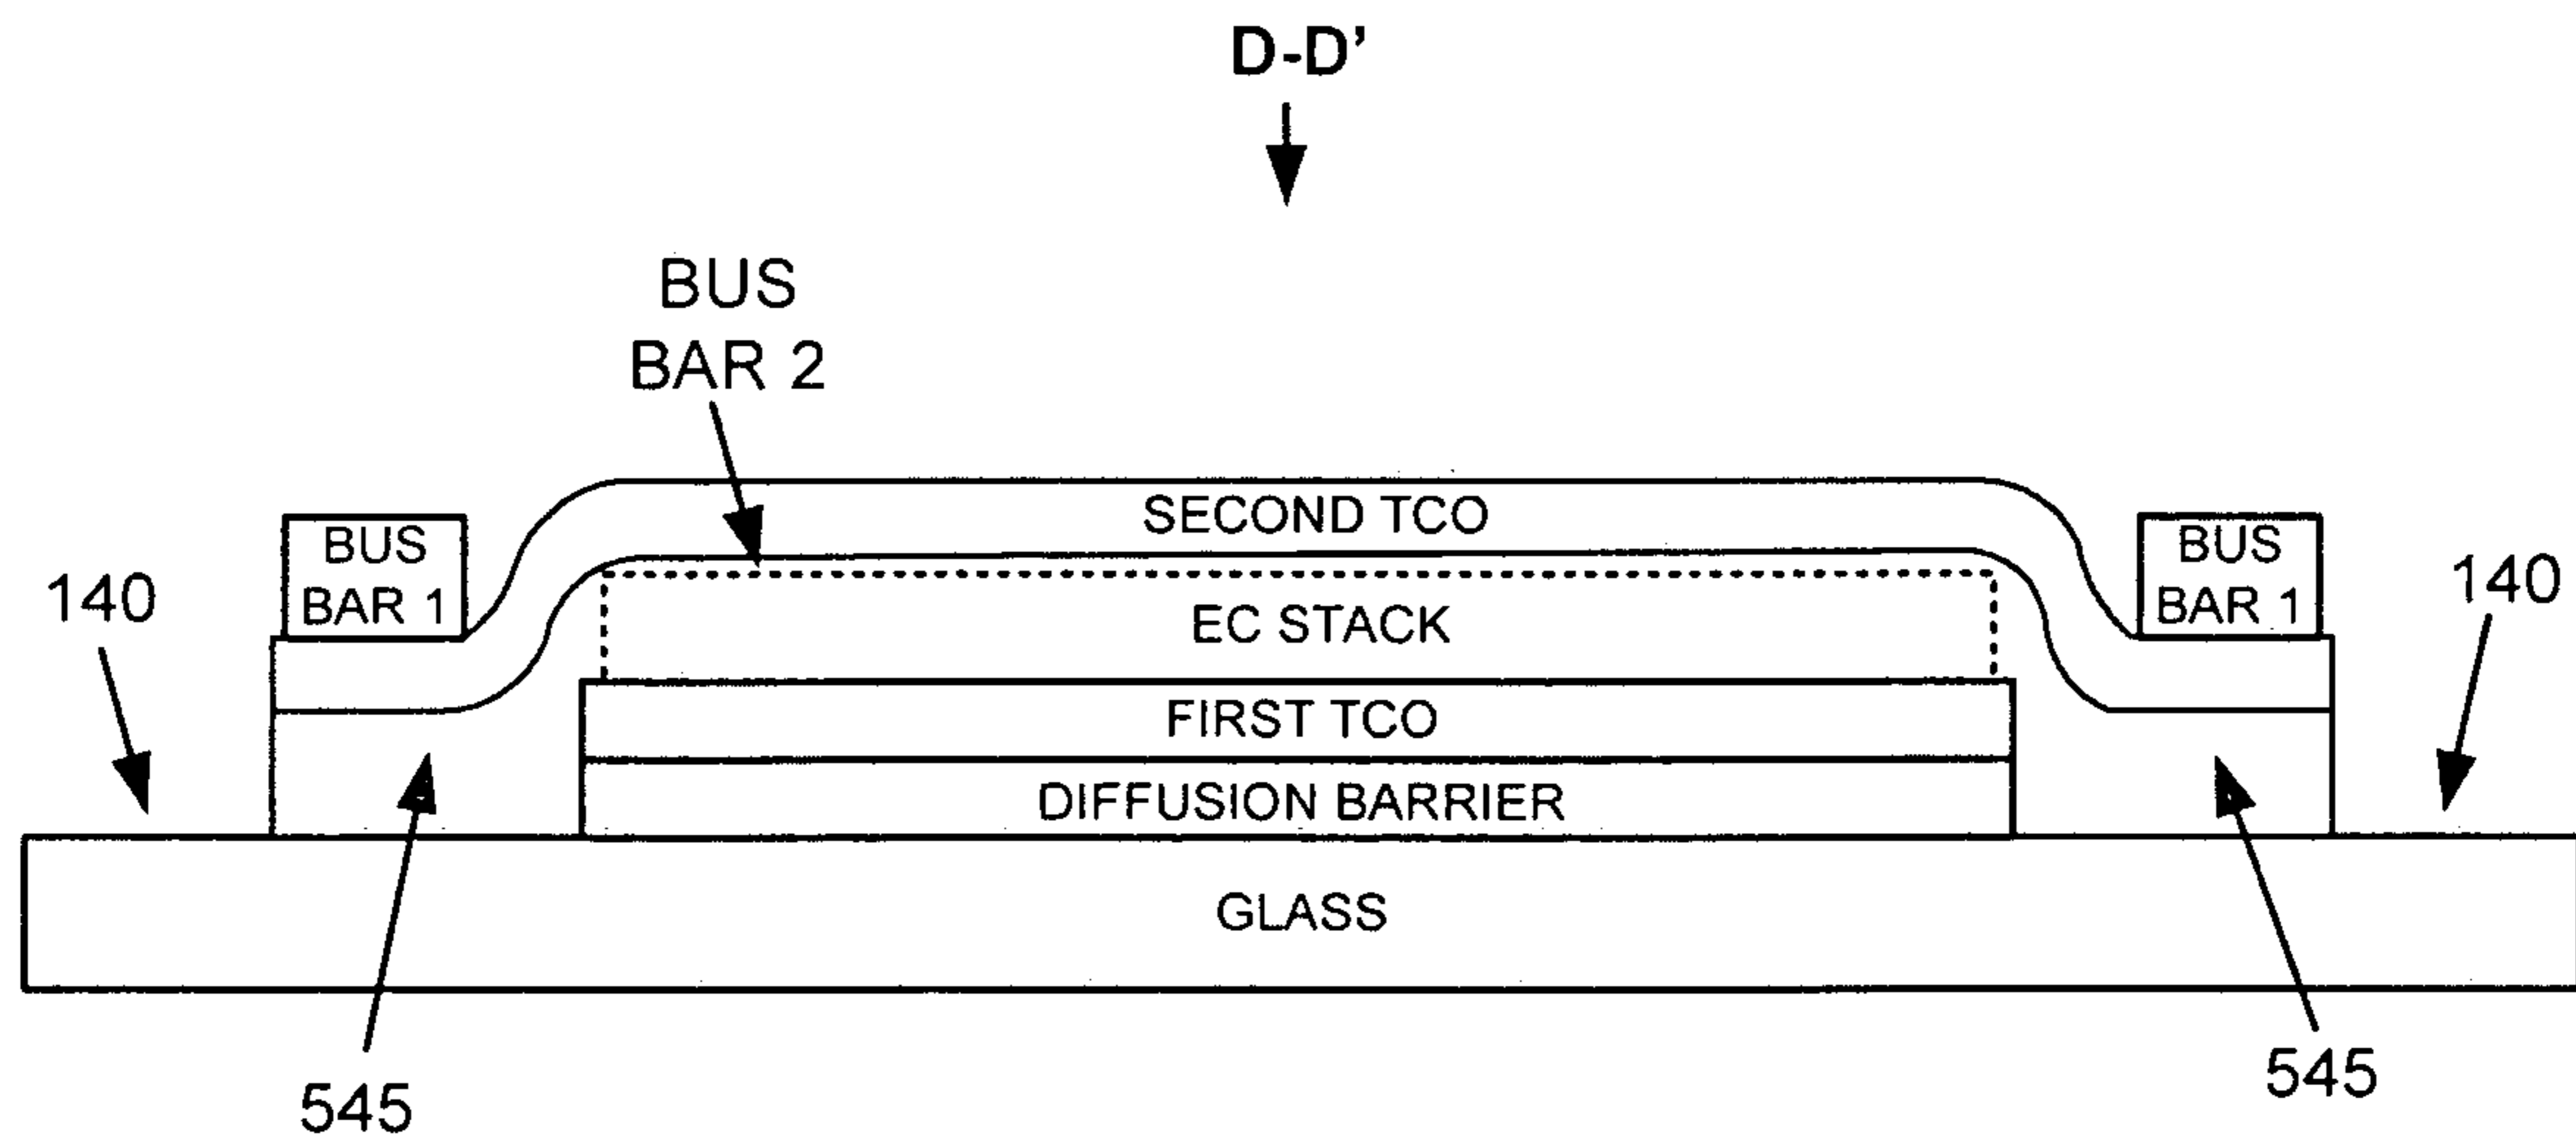 D-D’
BUS
BAR 2
SECOND TCO
BUS
BAR 1
BUS
BAR 1
140
140
EC STACK
FIRST TCO
DIFFUSION BARRIER
GLASS
545
545